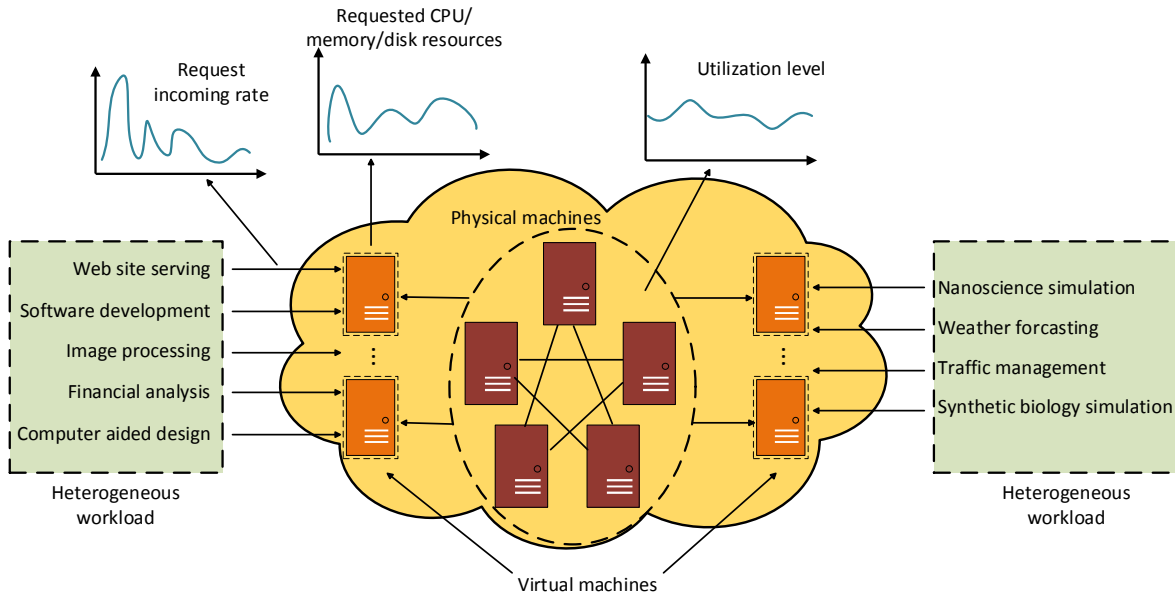 Requested CPU/
memory/disk resources
Request
incoming rate
Utilization level
Physical machines
Web site serving
Software development
Image processing
Financial analysis
Computer aided design
Heterogeneous
workload
...
...
Nanoscience simulation
Weather forcasting
Traffic management
Synthetic biology simulation
Heterogeneous
workload
Virtual machines